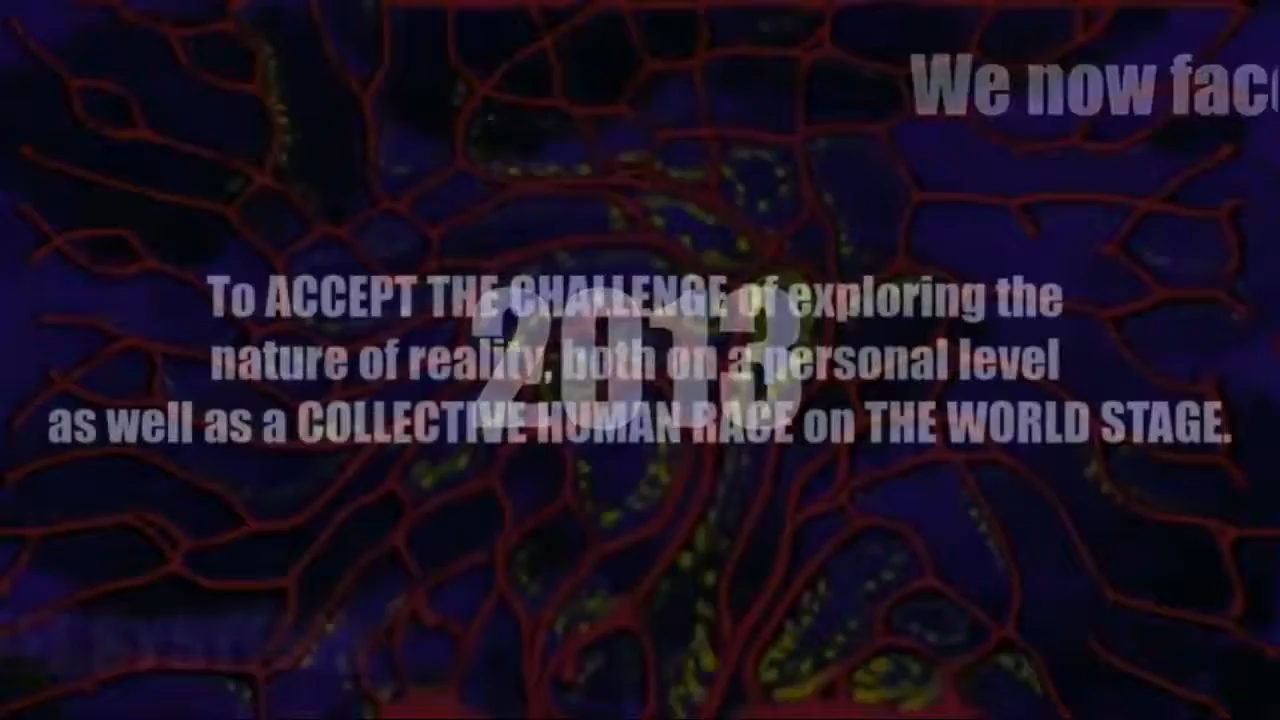 We now fac
To ACCEPT THE CHALLENGE of exploring the
nature of reality, both on a personal level
as well as a COLLECTIVE HUMAN RACE on THE WORLD STAGE.
2013